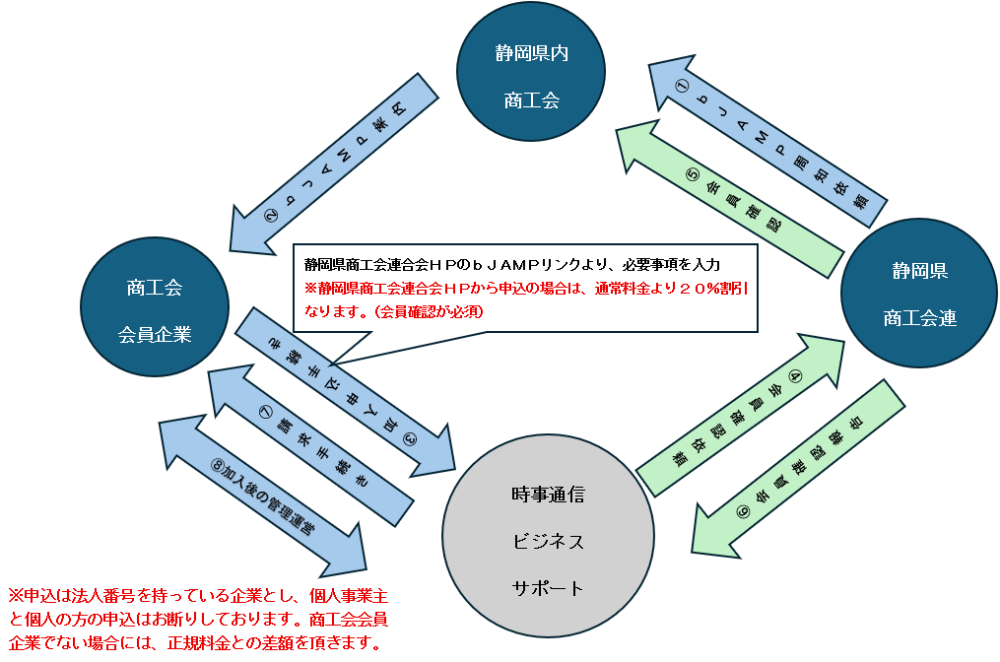 静岡県内
商工会
①ｂＪＡＭＰ周知依頼
②ｂＪＡＭＰ案内
⑤会員確認
静岡県商工会連合会ＨＰのｂＪＡＭＰリンクより、必要事項を入力
※静岡県商工会連合会ＨＰから申込の場合は、通常料金より２０％割引
なります。（会員確認が必須）
商工会
会員企業
静岡県
商工会連
③加入申込手続き
④会員確認依頼
⑦請求手続き
⑥会員確認報告
⑧加入後の管理運営
時事通信
ビジネス
サポート
※申込は法人番号を持っている企業とし、個人事業主
と個人の方の申込はお断りしております。商工会会員
企業でない場合には、正規料金との差額を頂きます。